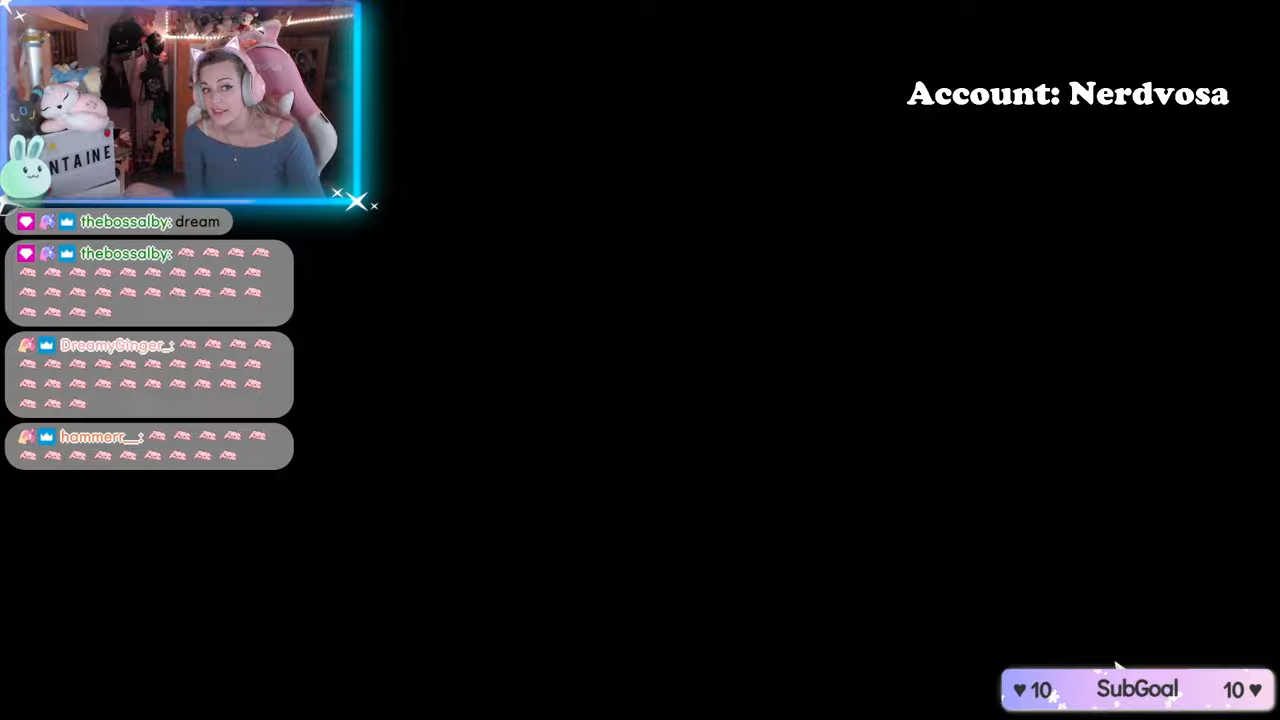 NTAINE
Account: Nerdvosa
thebossalby: dream
thebossalby:
DreamyGinger_:
hammerr__:
10 SubGoal 10